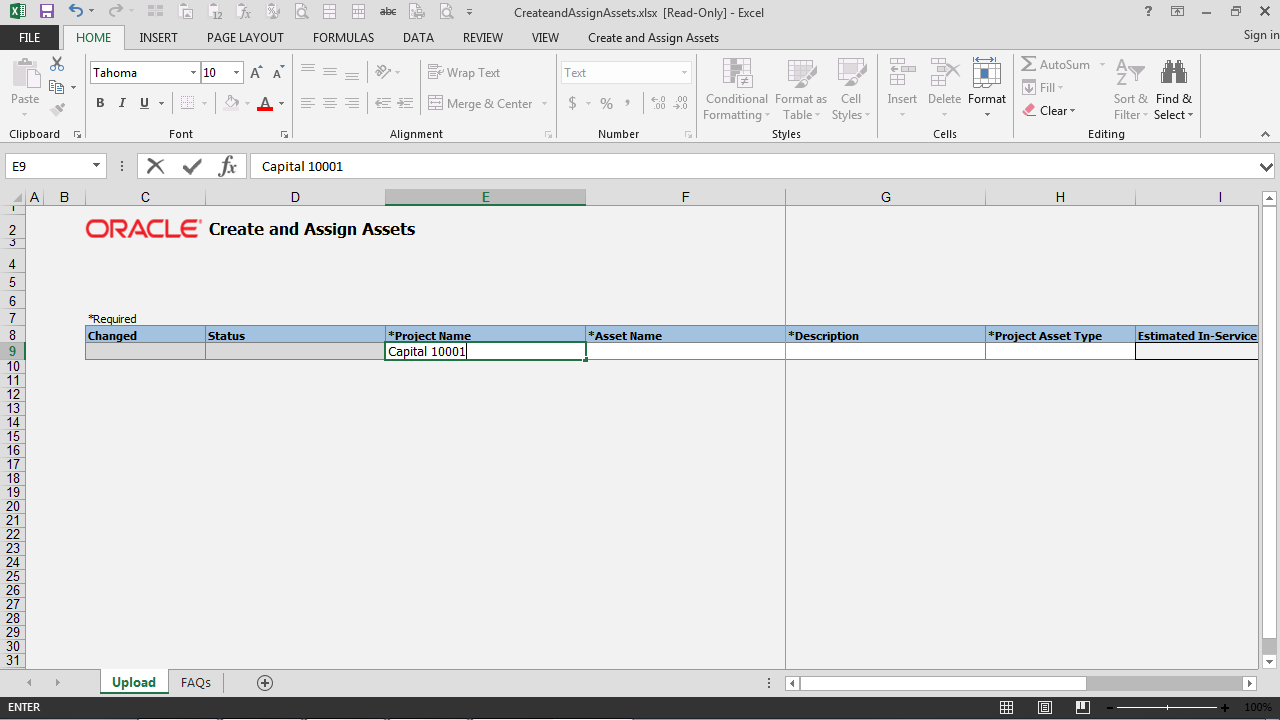 CreateandAssignAssets.xlsx [Read-Only] - Excel
FILE HOME INSERT PAGE LAYOUT FORMULAS DATA REVIEW VIEW Create and Assign Assets Sign in
Paste
Clipboard
Tahoma 10
B I U A
Font
Wrap Text
Merge & Center
Alignment
Text
$ % ,
Number
Conditional Formatting
Format as Table
Cell Styles
Styles
Insert
Delete
Format
Cells
AutoSum
Fill
Clear
Sort & Filter
Find & Select
Editing
E9 fx Capital 10001
A B C D E F G H I
1
2 ORACLE Create and Assign Assets
3
4
5
6
7 *Required
8 Changed Status *Project Name *Asset Name *Description *Project Asset Type Estimated In-Service
9 Capital 10001
10
11
12
13
14
15
16
17
18
19
20
21
22
23
24
25
26
27
28
29
30
31
Upload FAQs
ENTER 100%